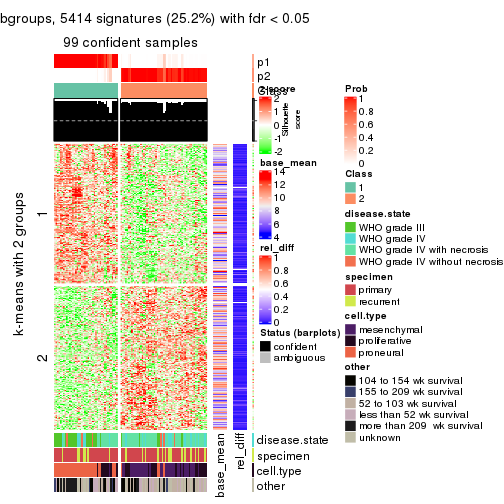 bgroups, 5414 signatures (25.2%) with fdr < 0.05
99 confident samples
p1
p2
Class
Silhouette
score
k-means with 2 groups
1
2
base_mean
rel_diff
disease.state
specimen
cell.type
other
z-score
2
1
0
-1
-2
base_mean
14
12
10
8
6
4
rel_diff
1
0.8
0.6
0.4
0.2
0
Status (barplots)
confident
ambiguous
Prob
1
0.8
0.6
0.4
0.2
0
Class
1
2
disease.state
WHO grade III
WHO grade IV
WHO grade IV with necrosis
WHO grade IV without necrosis
specimen
primary
recurrent
cell.type
mesenchymal
proliferative
proneural
other
104 to 154 wk survival
155 to 209 wk survival
52 to 103 wk survival
less than 52 wk survival
more than 209  wk survival
unknown